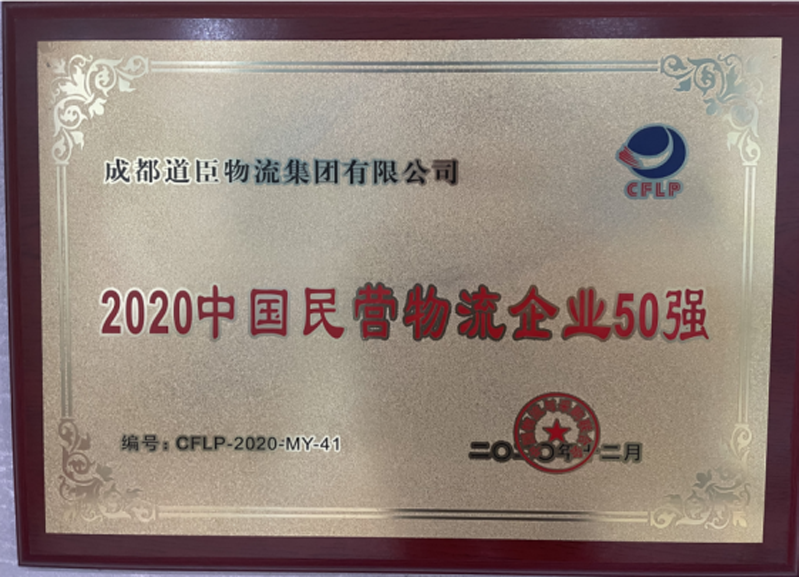 成都道臣物流集团有限公司
CFLP
2020中国民营物流企业50强
编号：CFLP-2020-MY-41
二〇二〇年十二月